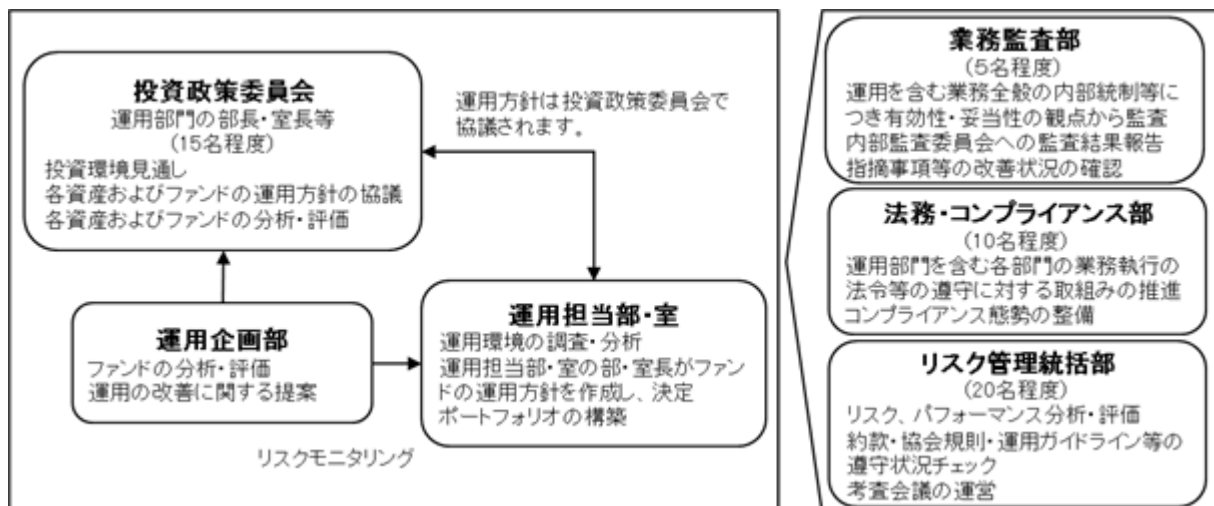 投資政策委員会
運用部門の部長・室長等
(15名程度)
投資環境見通し
各資産およびファンドの運用方針の協議
各資産およびファンドの分析・評価
運用方針は投資政策委員会で
協議されます。
運用企画部
ファンドの分析・評価
運用の改善に関する提案
運用担当部・室
運用環境の調査・分析
運用担当部・室の部・室長がファン
ドの運用方針を作成し、決定
ポートフォリオの構築
リスクモニタリング
業務監査部
(5名程度)
運用を含む業務全般の内部統制等に
つき有効性・妥当性の観点から監査
内部監査委員会への監査結果報告
指摘事項等の改善状況の確認
法務・コンプライアンス部
(10名程度)
運用部門を含む各部門の業務執行の
法令等の遵守に対する取組みの推進
コンプライアンス態勢の整備
リスク管理統括部
(20名程度)
リスク、パフォーマンス分析・評価
約款・協会規則・運用ガイドライン等の
遵守状況チェック
考査会議の運営